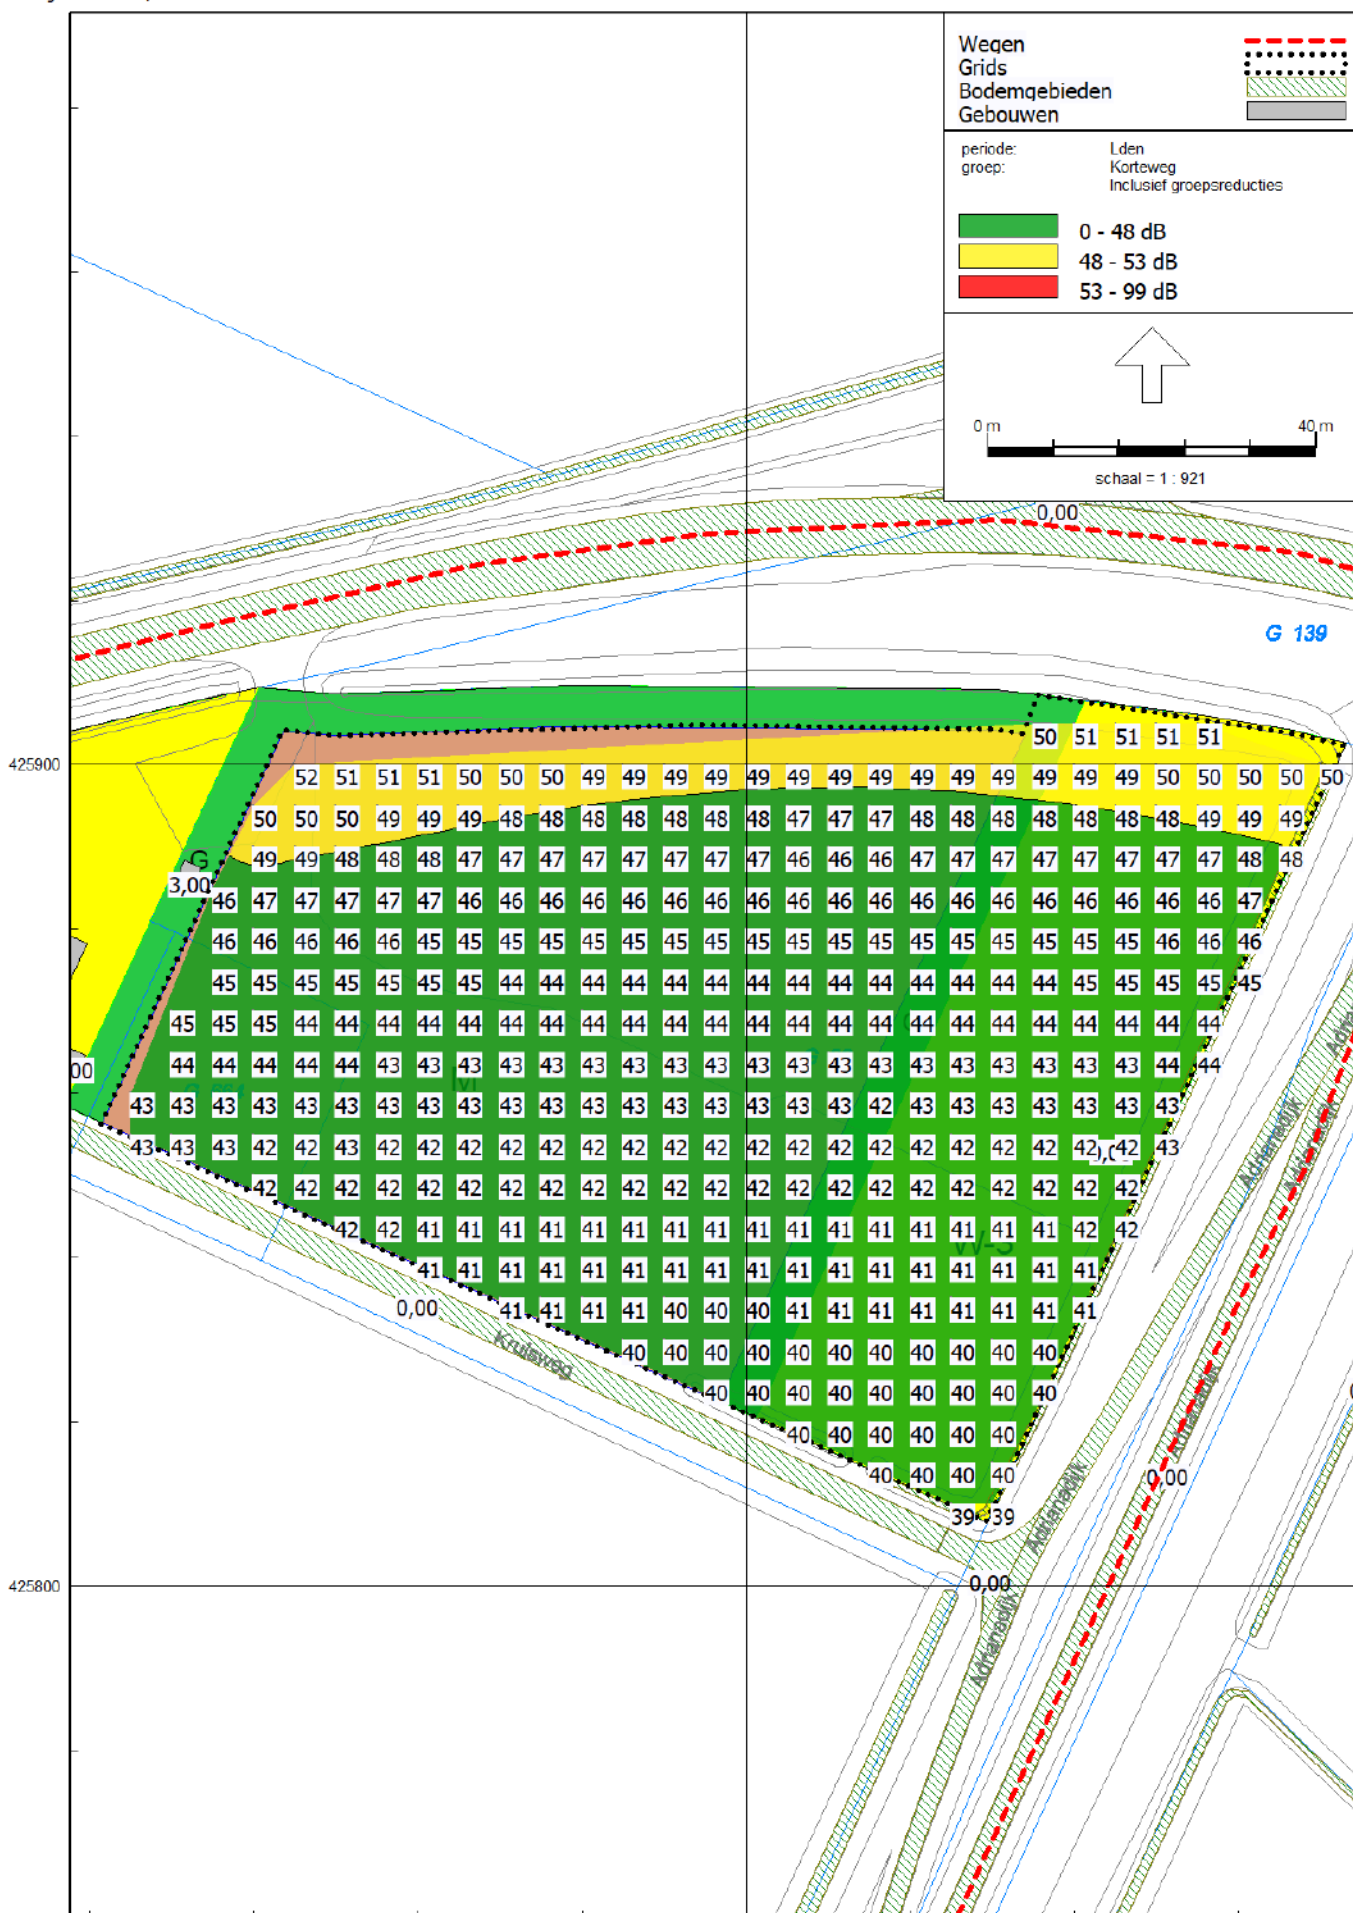 Wegen
Grids
Bodemgebieden
Gebouwen
periode: Lden
groep: Korteweg
Inclusief groepsreducties
0 - 48 dB
48 - 53 dB
53 - 99 dB
0 m 40 m
schaal = 1 : 921
0,00
G 139
50 51 51 51 51
425900
52 51 51 51 50 50 50 49 49 49 49 49 49 49 49 49 49 49 49 49 49 50 50 50 50 50
50 50 50 49 49 49 48 48 48 48 48 48 48 47 47 47 48 48 48 48 48 48 48 49 49 49
G
49 49 48 48 48 47 47 47 47 47 47 47 47 46 46 46 47 47 47 47 47 47 47 47 48 48
3,00
46 47 47 47 47 47 46 46 46 46 46 46 46 46 46 46 46 46 46 46 46 46 46 46 46 47
46 46 46 46 46 45 45 45 45 45 45 45 45 45 45 45 45 45 45 45 45 45 45 46 46 46
45 45 45 45 45 45 45 44 44 44 44 44 44 44 44 44 44 44 44 44 44 45 45 45 45 45
45 45 45 44 44 44 44 44 44 44 44 44 44 44 44 44 44 44 44 44 44 44 44 44 44 44
00
44 44 44 44 44 43 43 43 43 43 43 43 43 43 43 43 43 43 43 43 43 43 43 43 44 44
M
43 43 43 43 43 43 43 43 43 43 43 43 43 43 43 43 43 43 42 43 43 43 43 43 43 43
Adrianadijk
Adrianadijk
43 43 43 42 42 43 42 42 42 42 42 42 42 42 42 42 42 42 42 42 42 42 42 42 42 43
42 42 42 42 42 42 42 42 42 42 42 42 42 42 42 42 42 42 42 42 42 42
42 42 41 41 41 41 41 41 41 41 41 41 41 41 41 41 41 41 42 42
W-S
41 41 41 41 41 41 41 41 41 41 41 41 41 41 41 41 41
0,00
41 41 41 41 40 40 40 41 41 41 41 41 41 41 41
Kruisweg
40 40 40 40 40 40 40 40 40 40 40
40 40 40 40 40 40 40 40 40
Adrianadijk
40 40 40 40 40 40
40 40 40 40
0,00
39 39
Adrianadijk
425800
0,00
Adrianadijk